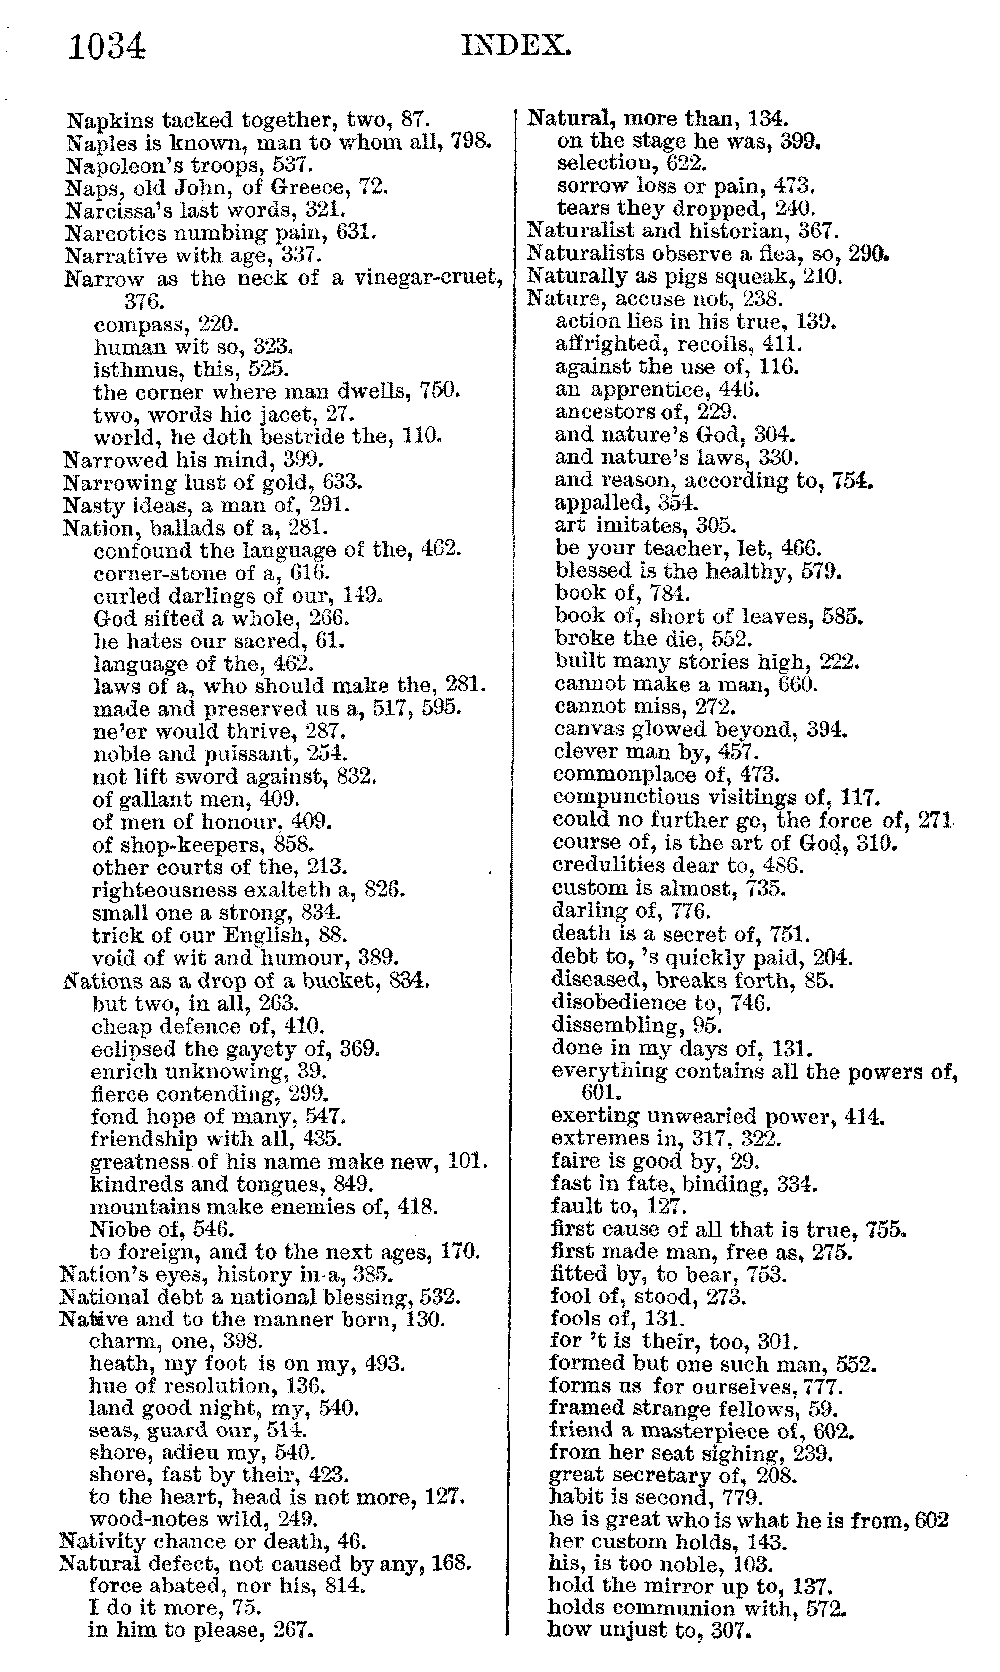 1034
INDEX.
Napkins tacked together, two, 87.
Naples is known, man to whom all, 798.
Napoleon's troops, 537.
Naps, old John, of Greece, 72.
Narcissa's last words, 321.
Narcotics numbing pain, 631.
Narrative with age, 337.
Narrow as the neck of a vinegar-cruet,
376.
compass, 220.
human wit so, 323.
isthmus, this, 525.
the corner where man dwells, 750.
two, words hic jacet, 27.
world, he doth bestride the, 110.
Narrowed his mind, 399.
Narrowing lust of gold, 633.
Nasty ideas, a man of, 291.
Nation, ballads of a, 281.
confound the language of the, 462.
corner-stone of a, 616.
curled darlings of our, 149.
God sifted a whole, 266.
he hates our sacred, 61.
language of the, 462.
laws of a, who should make the, 281.
made and preserved us a, 517, 595.
ne'er would thrive, 287.
noble and puissant, 254.
not lift sword against, 832.
of gallant men, 409.
of men of honour, 409.
of shop-keepers, 858.
other courts of the, 213.
righteousness exalteth a, 826.
small one a strong, 834.
trick of our English, 88.
void of wit and humour, 389.
Nations as a drop of a bucket, 834.
but two, in all, 263.
cheap defence of, 410.
eclipsed the gayety of, 369.
enrich unknowing, 39.
fierce contending, 299.
fond hope of many, 547.
friendship with all, 435.
greatness of his name make new, 101.
kindreds and tongues, 849.
mountains make enemies of, 418.
Niobe of, 546.
to foreign, and to the next ages, 170.
Nation's eyes, history in a, 385.
National debt a national blessing, 532.
Native and to the manner born, 130.
charm, one, 398.
heath, my foot is on my, 493.
hue of resolution, 136.
land good night, my, 540.
seas, guard our, 514.
shore, adieu my, 540.
shore, fast by their, 423.
to the heart, head is not more, 127.
wood-notes wild, 249.
Nativity chance or death, 46.
Natural defect, not caused by any, 168.
force abated, nor his, 814.
I do it more, 75.
in him to please, 267.
Natural, more than, 134.
on the stage he was, 399.
selection, 622.
sorrow loss or pain, 473.
tears they dropped, 240.
Naturalist and historian, 367.
Naturalists observe a flea, so, 290.
Naturally as pigs squeak, 210.
Nature, accuse not, 238.
action lies in his true, 139.
affrighted, recoils, 411.
against the use of, 116.
an apprentice, 446.
ancestors of, 229.
and nature's God, 304.
and nature's laws, 330.
and reason, according to, 754.
appalled, 354.
art imitates, 305.
be your teacher, let, 466.
blessed is the healthy, 579.
book of, 784.
book of, short of leaves, 585.
broke the die, 552.
built many stories high, 222.
cannot make a man, 660.
cannot miss, 272.
canvas glowed beyond, 394.
clever man by, 457.
commonplace of, 473.
compunctious visitings of, 117.
could no further go, the force of, 271
course of, is the art of God, 310.
credulities dear to, 486.
custom is almost, 735.
darling of, 776.
death is a secret of, 751.
debt to, 's quickly paid, 204.
diseased, breaks forth, 85.
disobedience to, 746.
dissembling, 95.
done in my days of, 131.
everything contains all the powers of,
601.
exerting unwearied power, 414.
extremes in, 317, 322.
faire is good by, 29.
fast in fate, binding, 334.
fault to, 127.
first cause of all that is true, 755.
first made man, free as, 275.
fitted by, to bear, 753.
fool of, stood, 273.
fools of, 131.
for 't is their, too, 301.
formed but one such man, 552.
forms us for ourselves, 777.
framed strange fellows, 59.
friend a masterpiece of, 602.
from her seat sighing, 239.
great secretary of, 208.
habit is second, 779.
he is great who is what he is from, 602
her custom holds, 143.
his, is too noble, 103.
hold the mirror up to, 137.
holds communion with, 572.
how unjust to, 307.